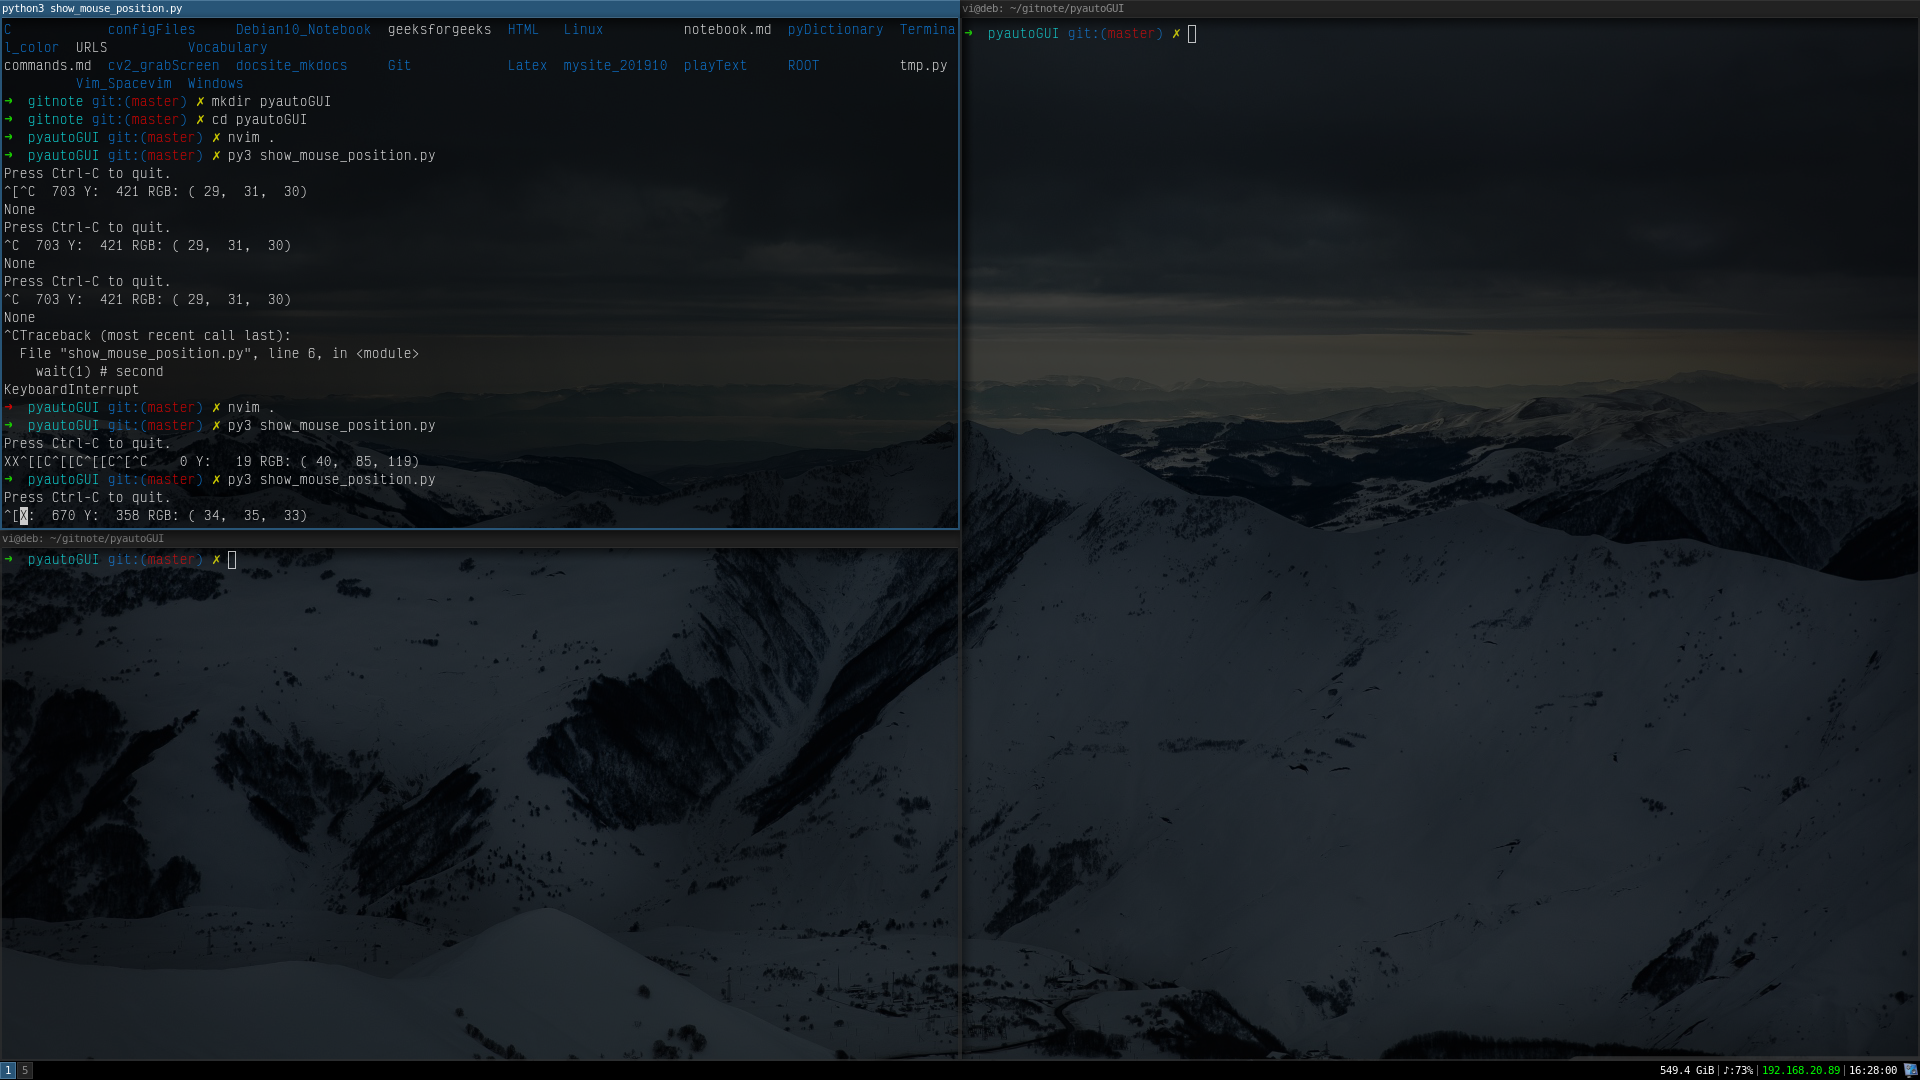 python3 show_mouse_position.py
C configFiles Debian10_Notebook geeksforgeeks HTML Linux notebook.md pyDictionary Termina
l_color URLS Vocabulary
commands.md cv2_grabScreen docsite_mkdocs Git Latex mysite_201910 playText ROOT tmp.py
Vim_Spacevim Windows
➜ gitnote git:(master) ✗ mkdir pyautoGUI
➜ gitnote git:(master) ✗ cd pyautoGUI
➜ pyautoGUI git:(master) ✗ nvim .
➜ pyautoGUI git:(master) ✗ py3 show_mouse_position.py
Press Ctrl-C to quit.
^[^C 703 Y: 421 RGB: ( 29, 31, 30)
None
Press Ctrl-C to quit.
^C 703 Y: 421 RGB: ( 29, 31, 30)
None
Press Ctrl-C to quit.
^C 703 Y: 421 RGB: ( 29, 31, 30)
None
^CTraceback (most recent call last):
File "show_mouse_position.py", line 6, in <module>
wait(1) # second
KeyboardInterrupt
➜ pyautoGUI git:(master) ✗ nvim .
➜ pyautoGUI git:(master) ✗ py3 show_mouse_position.py
Press Ctrl-C to quit.
XX^[[C^[[C^[[C^[^C 0 Y: 19 RGB: ( 40, 85, 119)
➜ pyautoGUI git:(master) ✗ py3 show_mouse_position.py
Press Ctrl-C to quit.
^[X: 670 Y: 358 RGB: ( 34, 35, 33)
vi@deb: ~/gitnote/pyautoGUI
➜ pyautoGUI git:(master) ✗
vi@deb: ~/gitnote/pyautoGUI
➜ pyautoGUI git:(master) ✗
1 5
549.4 GiB|♪:73%|192.168.20.89|16:28:00